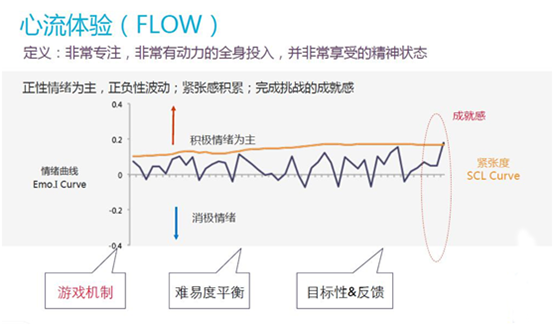 心流体验（FLOW）
定义：非常专注，非常有动力的全身投入，并非常享受的精神状态
正性情绪为主，正负性波动；紧张感积累；完成挑战的成就感
0.4
成就感
积极情绪为主
0.2
情绪曲线
Emo.l Curve
0
紧张度
SCL Curve
-0.2
消极情绪
-0.4
游戏机制
难易度平衡
目标性&反馈